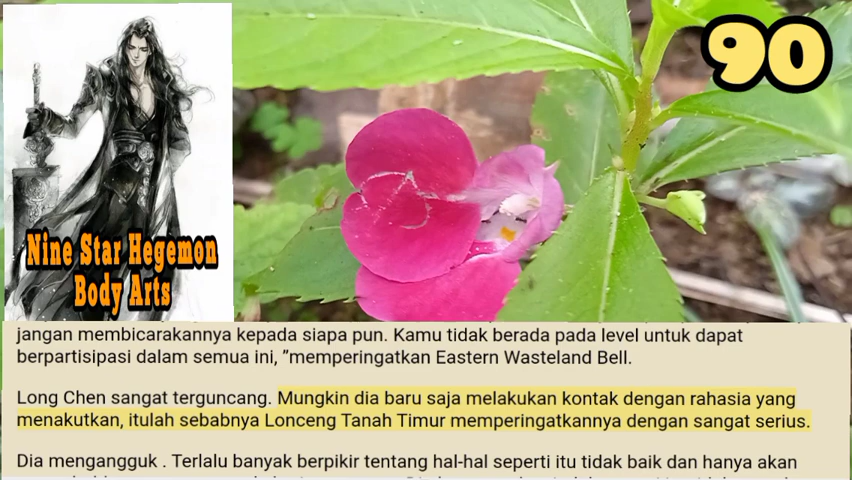 90
Nine Star Hegemon
Body Arts
jangan membicarakannya kepada siapa pun. Kamu tidak berada pada level untuk dapat
berpartisipasi dalam semua ini, ”memperingatkan Eastern Wasteland Bell.
Long Chen sangat terguncang. Mungkin dia baru saja melakukan kontak dengan rahasia yang
menakutkan, itulah sebabnya Lonceng Tanah Timur memperingatkannya dengan sangat serius.
Dia mengangguk . Terlalu banyak berpikir tentang hal-hal seperti itu tidak baik dan hanya akan